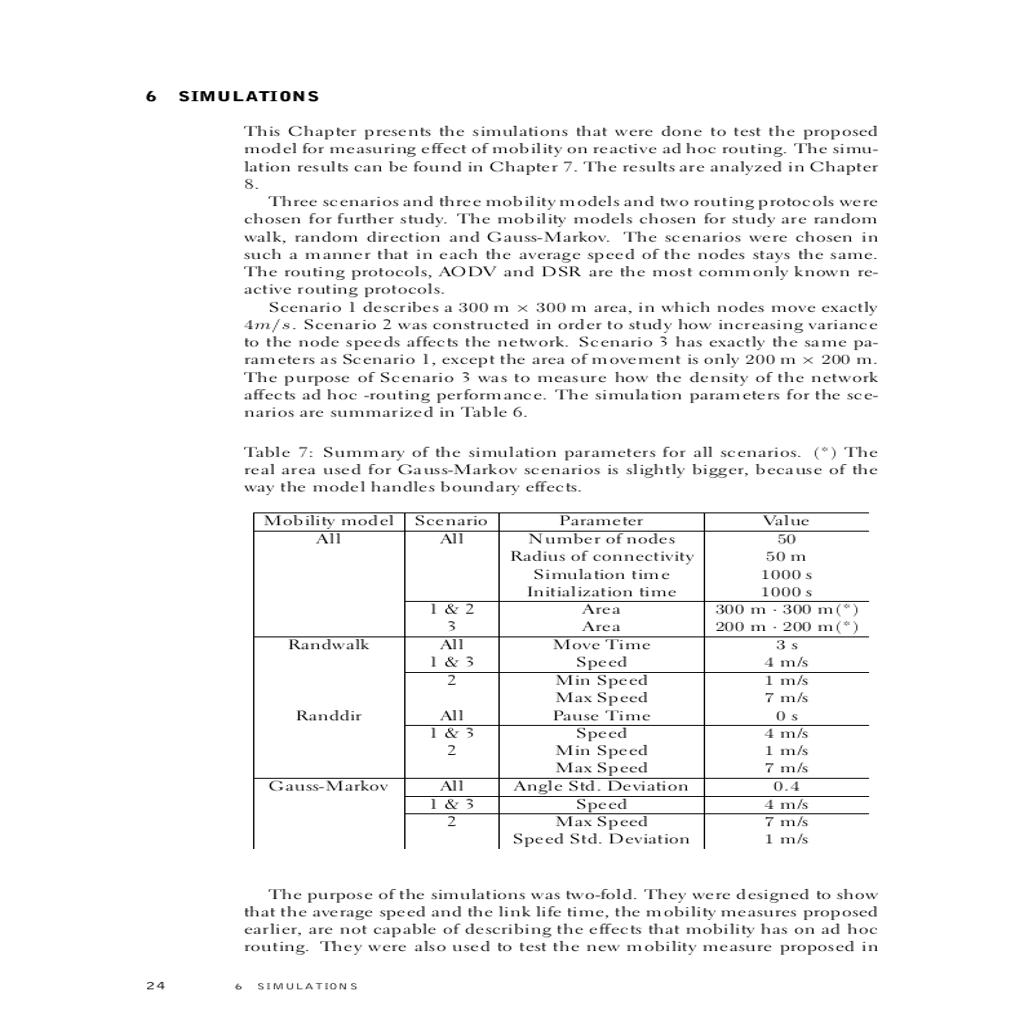 6 SIMULATIONS
This Chapter presents the simulations that were done to test the proposed
model for measuring effect of mobility on reactive ad hoc routing. The simu-
lation results can be found in Chapter 7. The results are analyzed in Chapter
8.
Three scenarios and three mobility models and two routing protocols were
chosen for further study. The mobility models chosen for study are random
walk, random direction and Gauss-Markov. The scenarios were chosen in
such a manner that in each the average speed of the nodes stays the same.
The routing protocols, AODV and DSR are the most commonly known re-
active routing protocols.
Scenario 1 describes a 300 m × 300 m area, in which nodes move exactly
4m/s. Scenario 2 was constructed in order to study how increasing variance
to the node speeds affects the network. Scenario 3 has exactly the same pa-
rameters as Scenario 1, except the area of movement is only 200 m × 200 m.
The purpose of Scenario 3 was to measure how the density of the network
affects ad hoc -routing performance. The simulation parameters for the sce-
narios are summarized in Table 6.
Table 7: Summary of the simulation parameters for all scenarios. (*) The
real area used for Gauss-Markov scenarios is slightly bigger, because of the
way the model handles boundary effects.
Mobility model Scenario Parameter Value
All All Number of nodes 50
Radius of connectivity 50 m
Simulation time 1000 s
Initialization time 1000 s
1 & 2 Area 300 m · 300 m(*)
3 Area 200 m · 200 m(*)
Randwalk All Move Time 3 s
1 & 3 Speed 4 m/s
2 Min Speed 1 m/s
Max Speed 7 m/s
Randdir All Pause Time 0 s
1 & 3 Speed 4 m/s
2 Min Speed 1 m/s
Max Speed 7 m/s
Gauss-Markov All Angle Std. Deviation 0.4
1 & 3 Speed 4 m/s
2 Max Speed 7 m/s
Speed Std. Deviation 1 m/s
The purpose of the simulations was two-fold. They were designed to show
that the average speed and the link life time, the mobility measures proposed
earlier, are not capable of describing the effects that mobility has on ad hoc
routing. They were also used to test the new mobility measure proposed in
24 6 SIMULATIONS